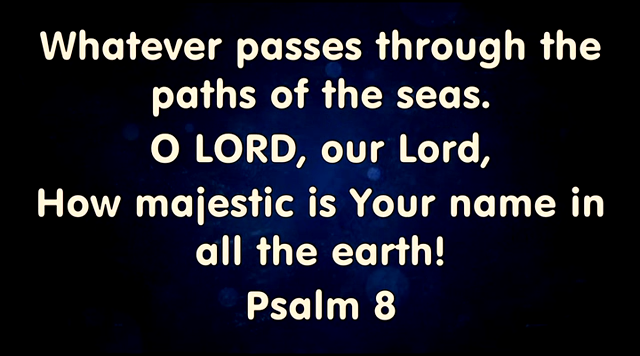 Whatever passes through the
paths of the seas.
O LORD, our Lord,
How majestic is Your name in
all the earth!
Psalm 8